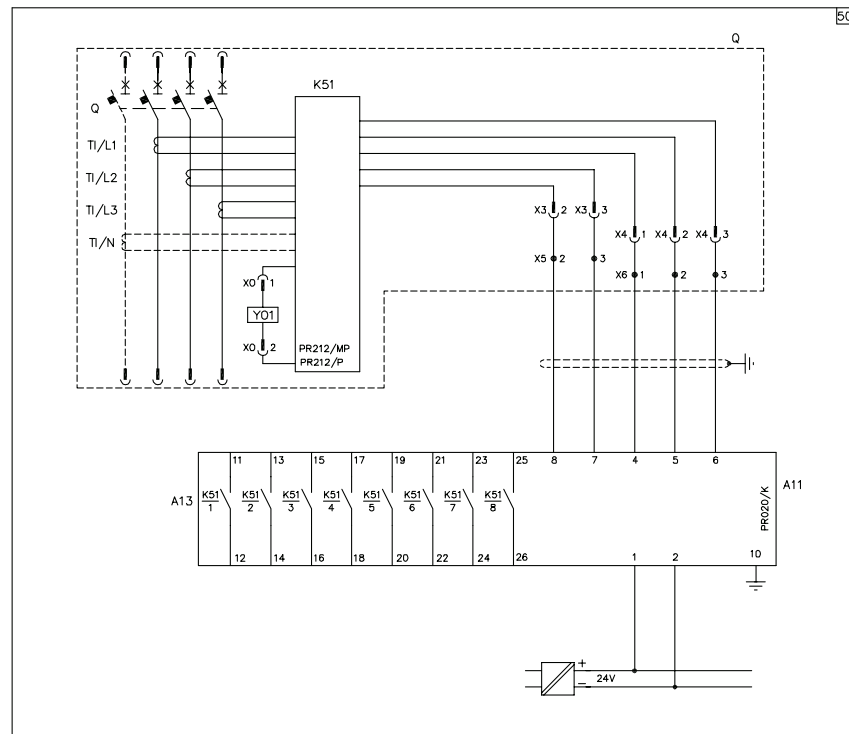 50
Q
K51
Q
TI/L1
TI/L2
TI/L3
TI/N
X3 2 X3 3
X4 1 X4 2 X4 3
X5 2 3
X6 1 2 3
X0 1
Y01
X0 2
PR212/MP
PR212/P
11 13 15 17 19 21 23 25 8 7 4 5 6
A13 K51/1 K51/2 K51/3 K51/4 K51/5 K51/6 K51/7 K51/8 PR020/K A11
12 14 16 18 20 22 24 26 1 2 10
+
24V
−